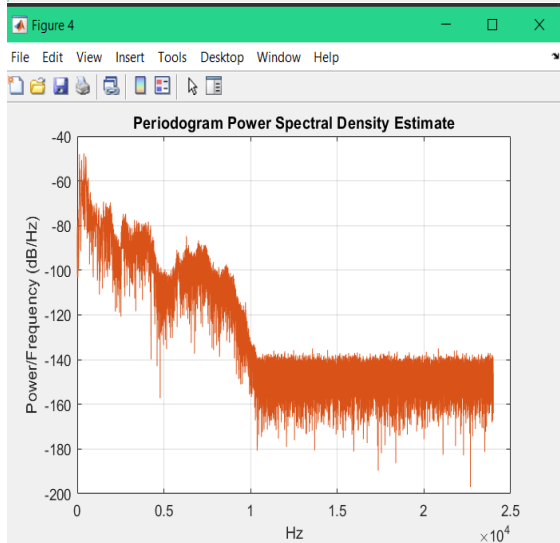 Figure 4
File Edit View Insert Tools Desktop Window Help
Periodogram Power Spectral Density Estimate
Power/Frequency (dB/Hz)
-40
-60
-80
-100
-120
-140
-160
-180
-200
0 0.5 1 1.5 2 2.5
Hz
×10⁴